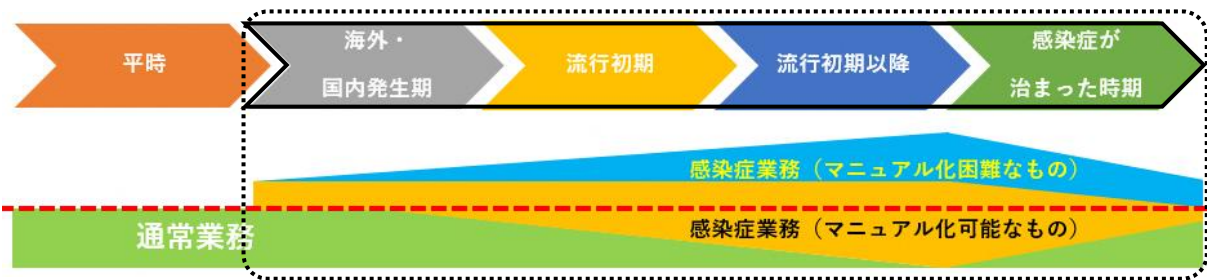 平時
海外・
国内発生期
流行初期
流行初期以降
感染症が
治まった時期
感染症業務（マニュアル化困難なもの）
通常業務
感染症業務（マニュアル化可能なもの）